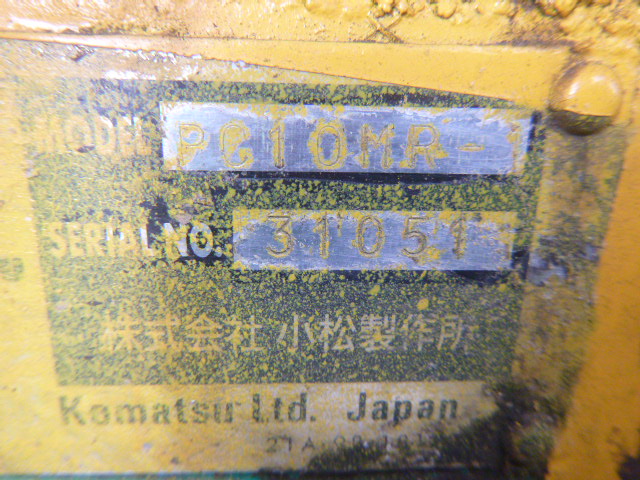 MODEL PC10MR-1
SERIAL NO. 31051
株式会社 小松製作所
Komatsu Ltd. Japan